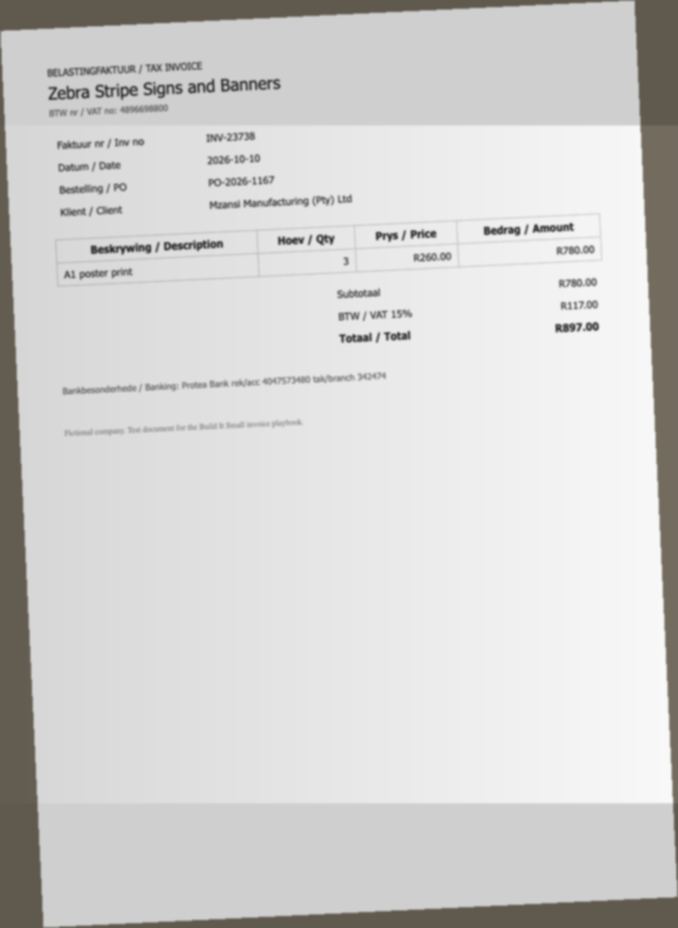 BELASTINGFAKTUUR / TAX INVOICE
Zebra Stripe Signs and Banners
BTW nr / VAT no: 4896698800
Faktuur nr / Inv no INV-23738
Datum / Date 2026-10-10
Bestelling / PO PO-2026-1167
Klient / Client Mzansi Manufacturing (Pty) Ltd
Beskrywing / Description Hoev / Qty Prys / Price Bedrag / Amount
A1 poster print 3 R260.00 R780.00
Subtotaal R780.00
BTW / VAT 15% R117.00
Totaal / Total R897.00
Bankbesonderhede / Banking: Protea Bank rek/acc 4047573480 tak/branch 342474
Fictional company. Test document for the Build It Small invoice playbook.